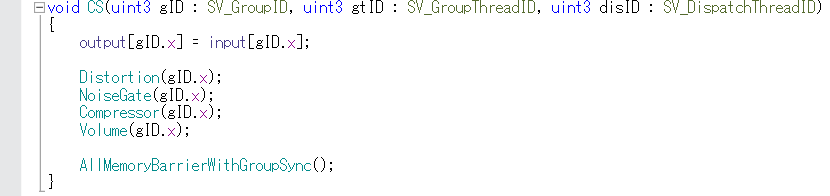 void CS(uint3 gID : SV_GroupID, uint3 gtID : SV_GroupThreadID, uint3 disID : SV_DispatchThreadID)
{
output[gID.x] = input[gID.x];
Distortion(gID.x);
NoiseGate(gID.x);
Compressor(gID.x);
Volume(gID.x);
AllMemoryBarrierWithGroupSync();
}